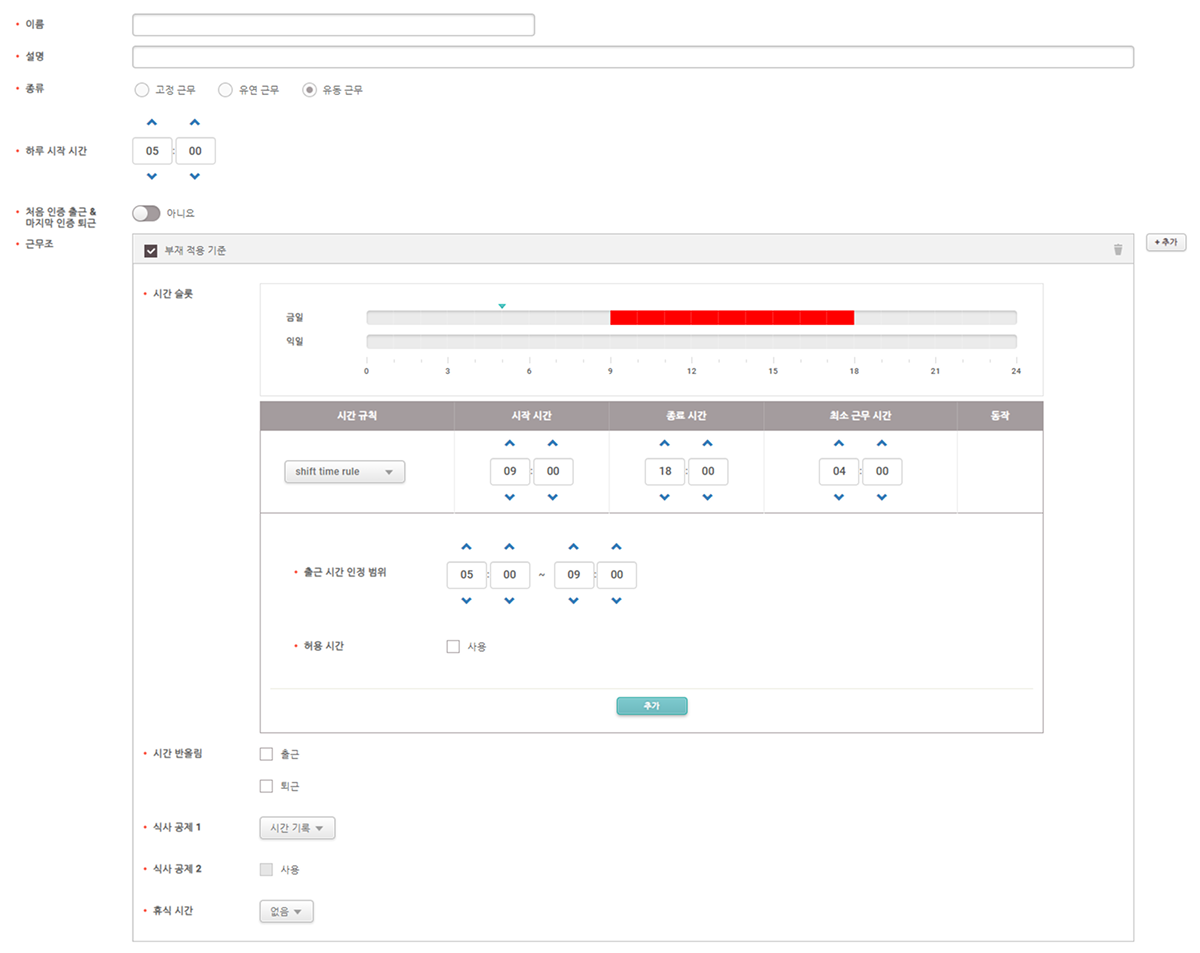 이름
설명
종류
고정 근무 유연 근무 유동 근무
하루 시작 시간
05 : 00
처음 인증 출근 &
마지막 인증 퇴근
아니요
근무조
부재 적용 기준
+ 추가
시간 슬롯
금일
익일
0 3 6 9 12 15 18 21 24
시간 규칙 시작 시간 종료 시간 최소 근무 시간 동작
shift time rule 09 : 00 18 : 00 04 : 00
출근 시간 인정 범위 05 : 00 ~ 09 : 00
허용 시간 사용
추가
시간 반올림 출근
퇴근
식사 공제 1 시간 기록
식사 공제 2 사용
휴식 시간 없음